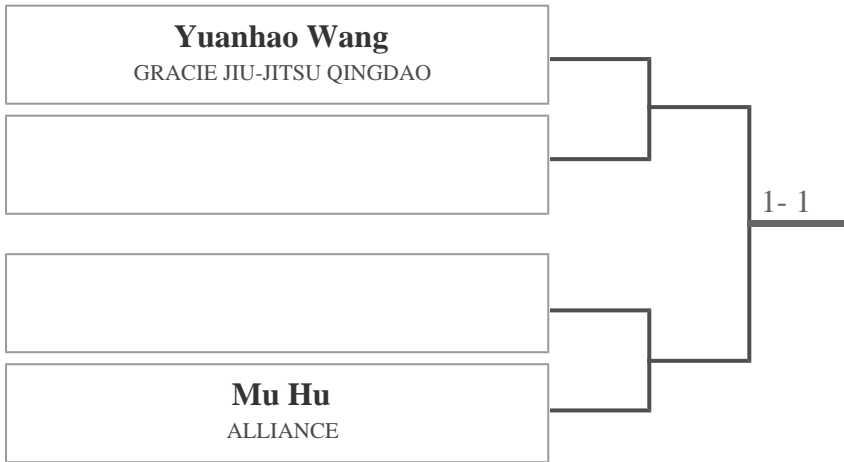 Yuanhao Wang
GRACIE JIU-JITSU QINGDAO
1- 1
Mu Hu
ALLIANCE